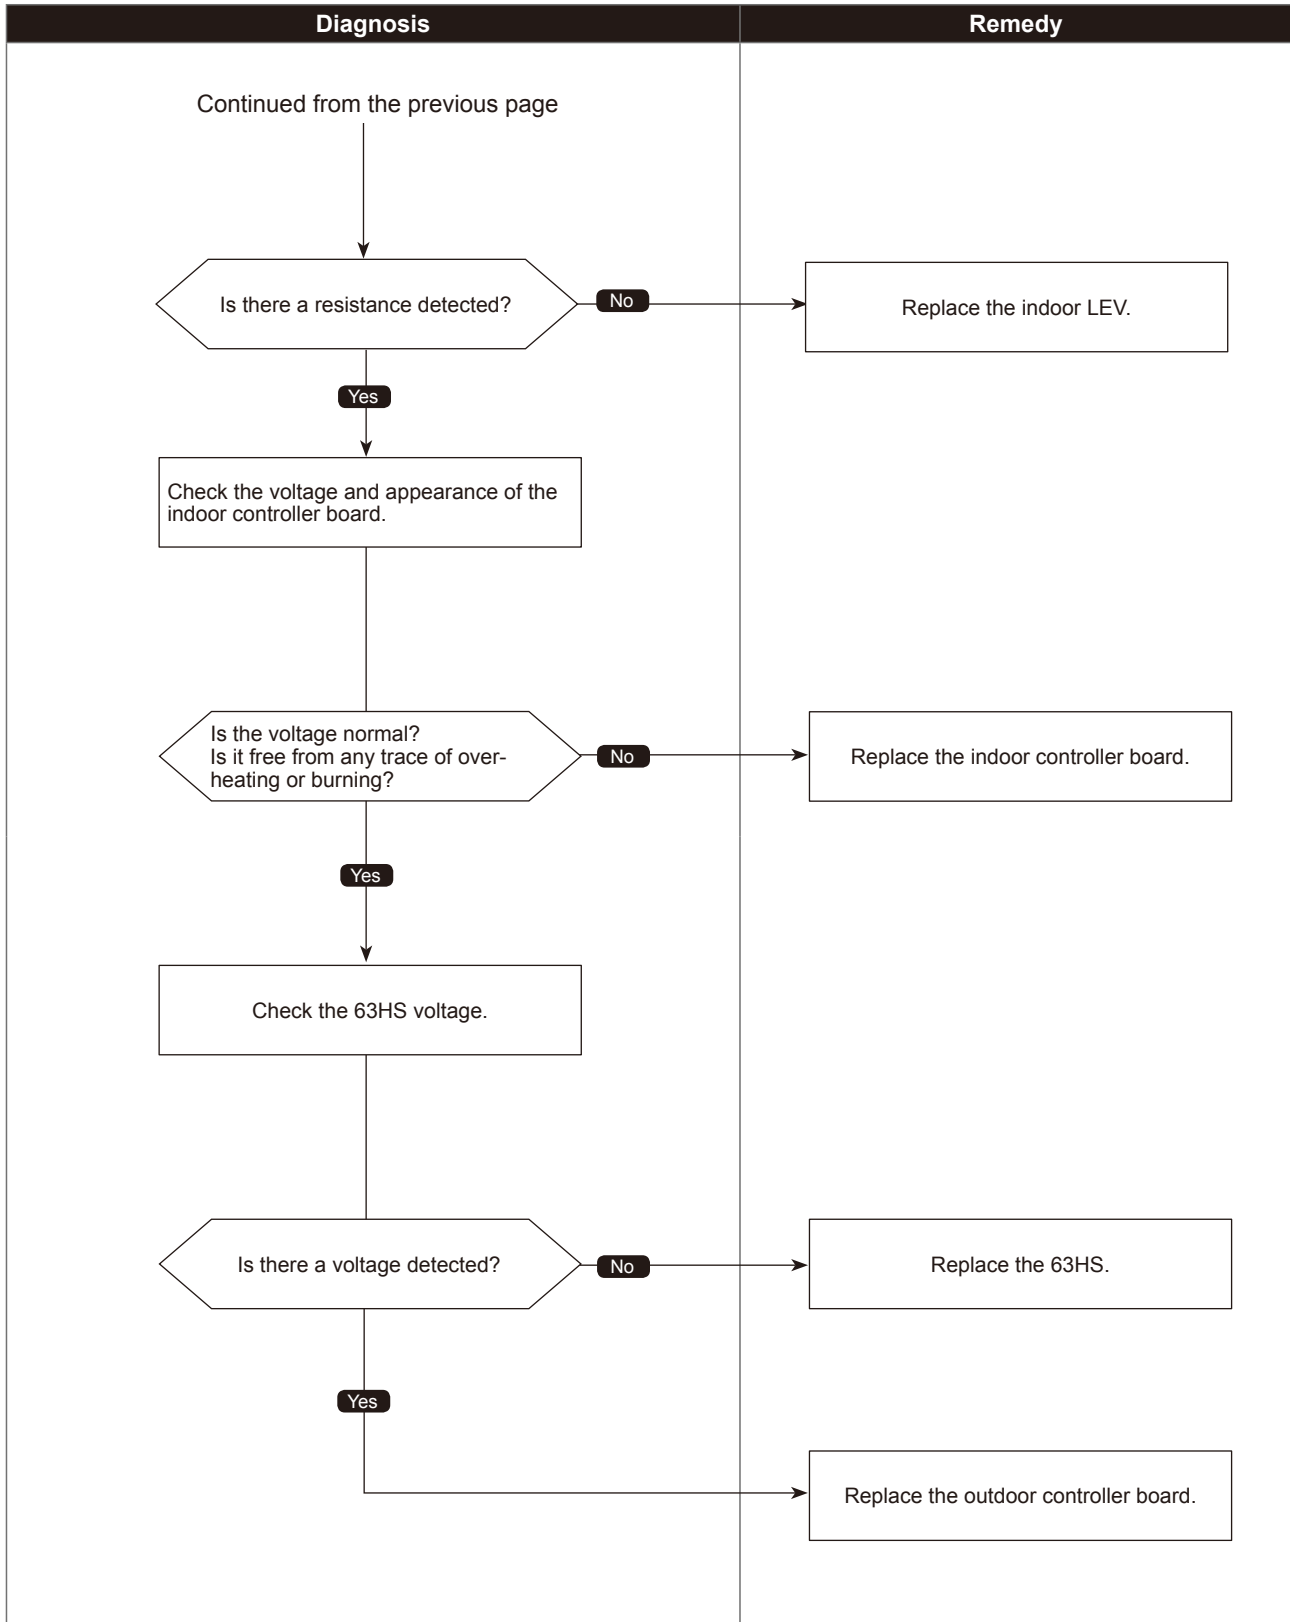 Diagnosis
Remedy
Continued from the previous page
Is there a resistance detected?
No
Replace the indoor LEV.
Yes
Check the voltage and appearance of the
indoor controller board.
Is the voltage normal?
Is it free from any trace of over-
heating or burning?
No
Replace the indoor controller board.
Yes
Check the 63HS voltage.
Is there a voltage detected?
No
Replace the 63HS.
Yes
Replace the outdoor controller board.